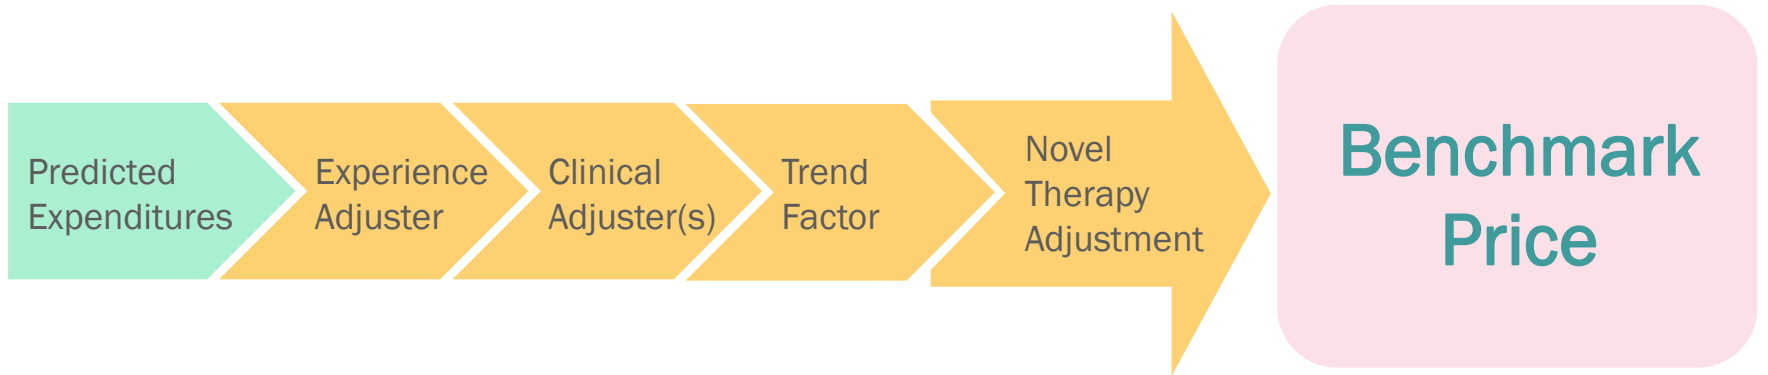 Predicted
Expenditures
Experience
Adjuster
Clinical
Adjuster(s)
Trend
Factor
Novel
Therapy
Adjustment
Benchmark
Price